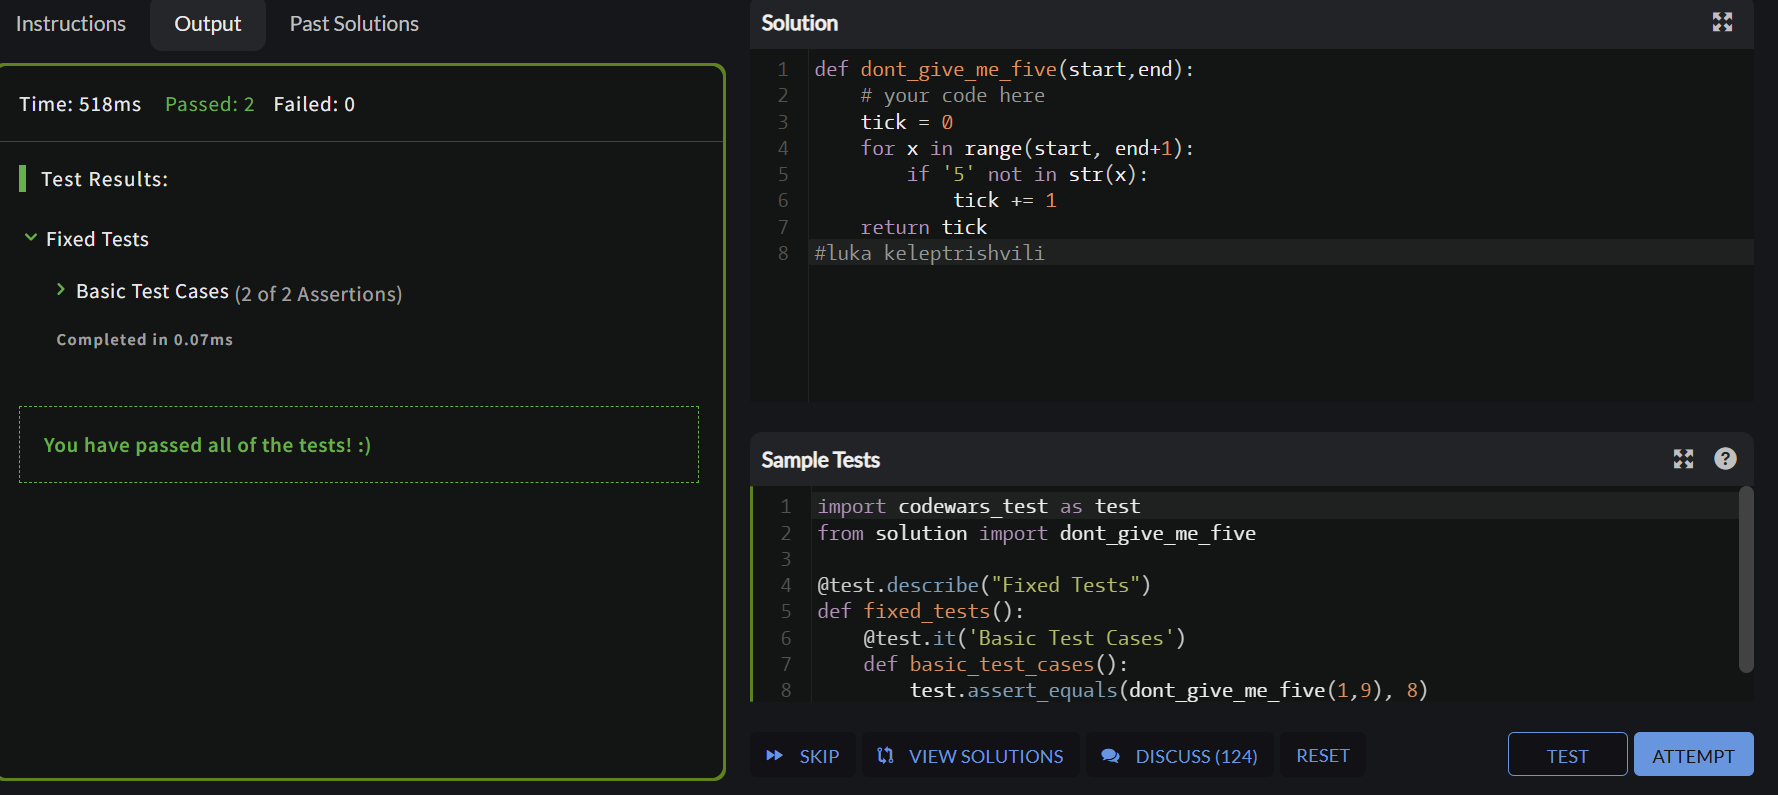 Instructions
Output
Past Solutions
Time: 518ms Passed: 2 Failed: 0
Test Results:
Fixed Tests
Basic Test Cases (2 of 2 Assertions)
Completed in 0.07ms
You have passed all of the tests! :)
Solution
1 def dont_give_me_five(start,end):
2     # your code here
3     tick = 0
4     for x in range(start, end+1):
5         if '5' not in str(x):
6             tick += 1
7     return tick
8 #luka keleptrishvili
Sample Tests
?
1 import codewars_test as test
2 from solution import dont_give_me_five
3
4 @test.describe("Fixed Tests")
5 def fixed_tests():
6     @test.it('Basic Test Cases')
7     def basic_test_cases():
8         test.assert_equals(dont_give_me_five(1,9), 8)
SKIP
VIEW SOLUTIONS
DISCUSS (124)
RESET
TEST
ATTEMPT